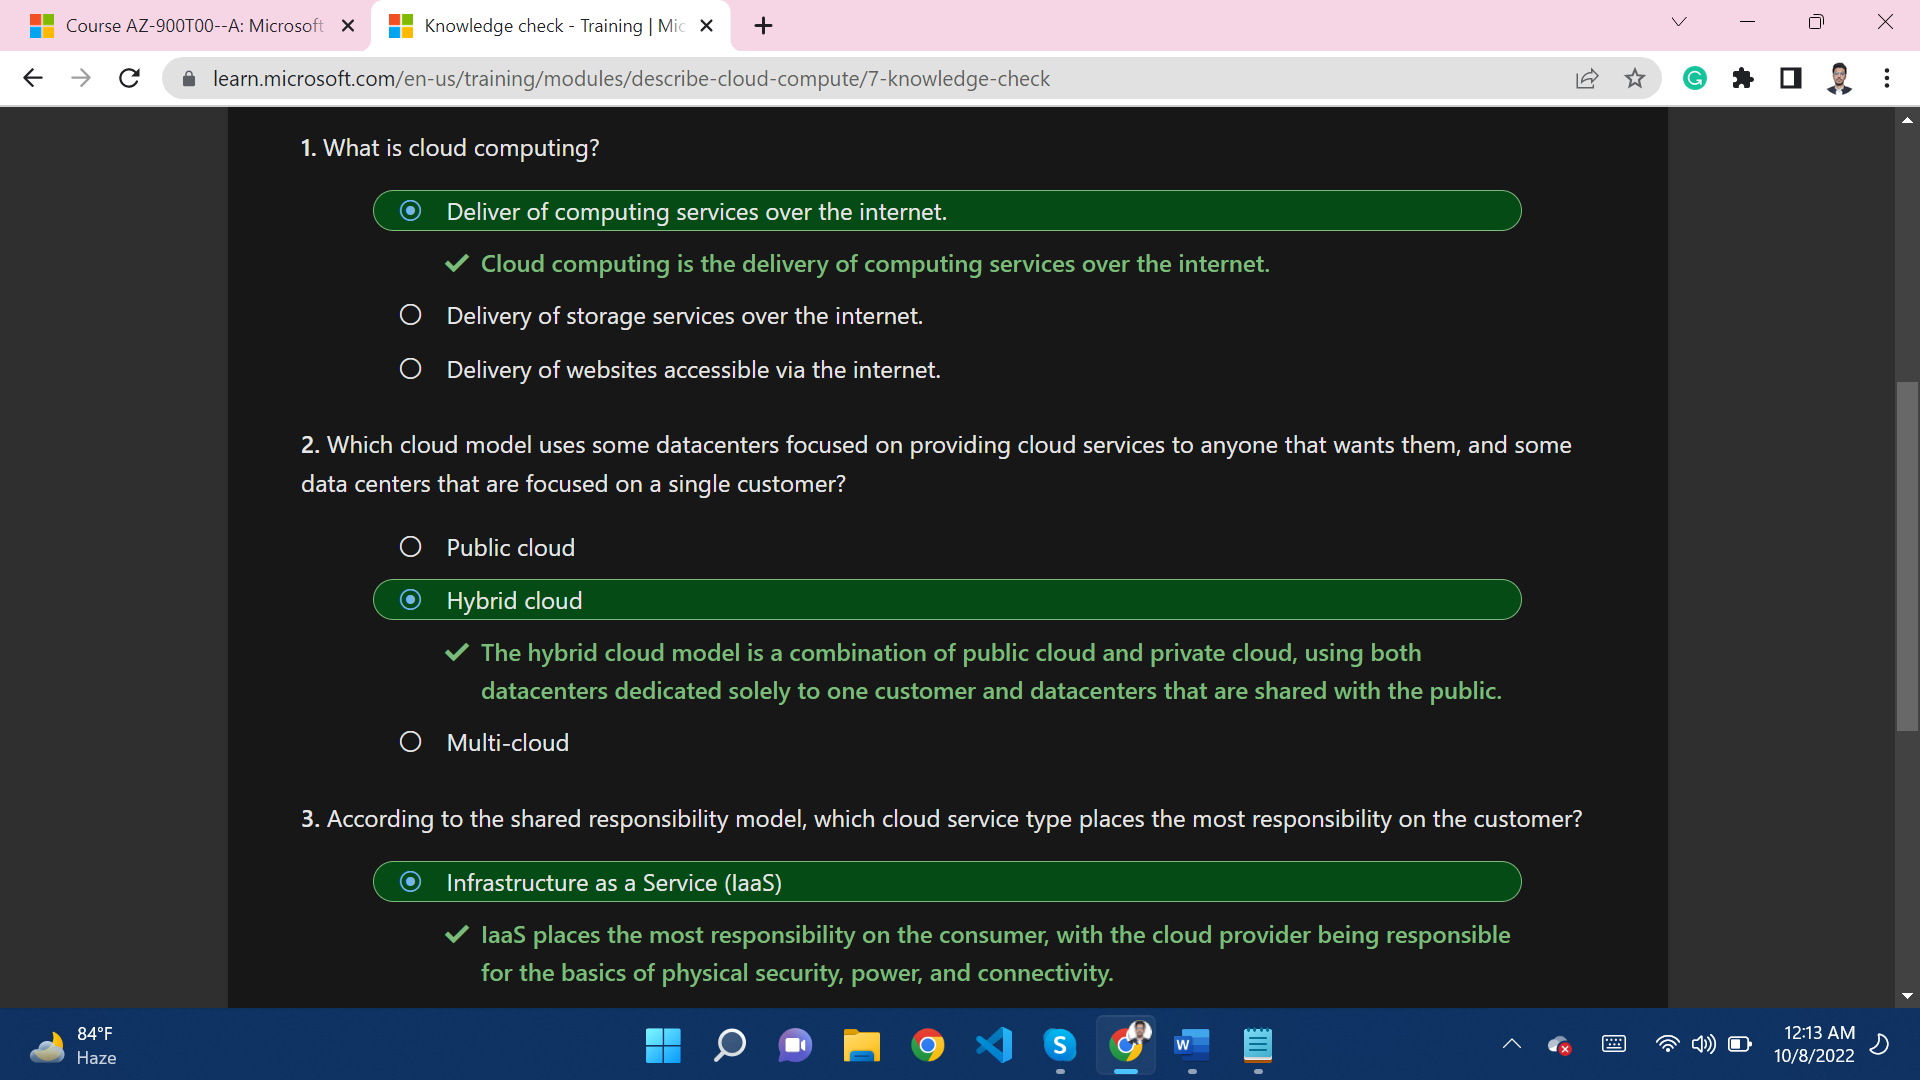 Course AZ-900T00--A: Microsoft
Knowledge check - Training | Mic
learn.microsoft.com/en-us/training/modules/describe-cloud-compute/7-knowledge-check
1. What is cloud computing?
Deliver of computing services over the internet.
Cloud computing is the delivery of computing services over the internet.
Delivery of storage services over the internet.
Delivery of websites accessible via the internet.
2. Which cloud model uses some datacenters focused on providing cloud services to anyone that wants them, and some
data centers that are focused on a single customer?
Public cloud
Hybrid cloud
The hybrid cloud model is a combination of public cloud and private cloud, using both
datacenters dedicated solely to one customer and datacenters that are shared with the public.
Multi-cloud
3. According to the shared responsibility model, which cloud service type places the most responsibility on the customer?
Infrastructure as a Service (IaaS)
IaaS places the most responsibility on the consumer, with the cloud provider being responsible
for the basics of physical security, power, and connectivity.
84°F
Haze
12:13 AM
10/8/2022